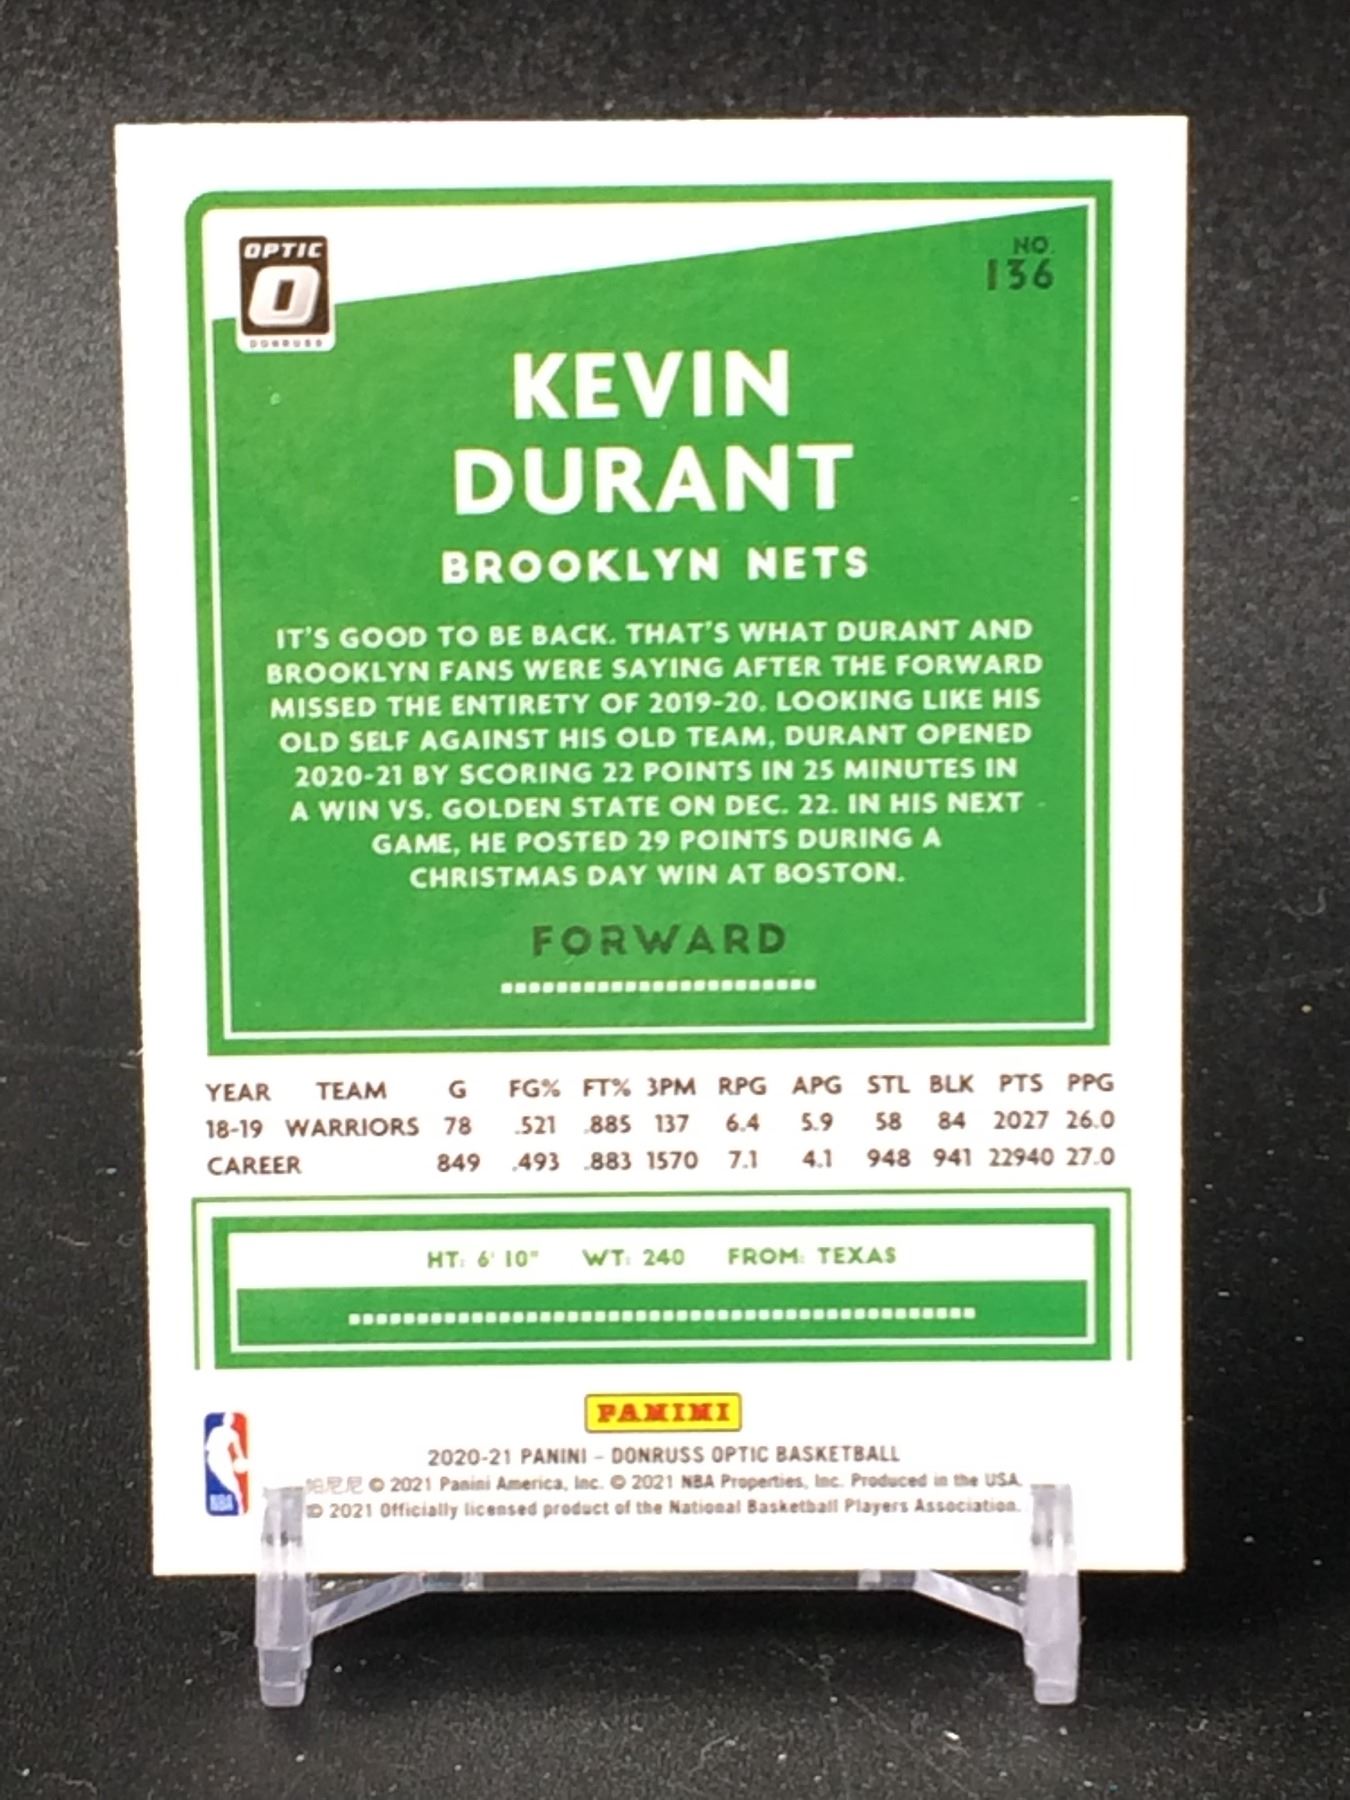 OPTIC
O
DONRUSS
NO.
136
KEVIN
DURANT
BROOKLYN NETS
IT'S GOOD TO BE BACK. THAT'S WHAT DURANT AND
BROOKLYN FANS WERE SAYING AFTER THE FORWARD
MISSED THE ENTIRETY OF 2019-20. LOOKING LIKE HIS
OLD SELF AGAINST HIS OLD TEAM, DURANT OPENED
2020-21 BY SCORING 22 POINTS IN 25 MINUTES IN
A WIN VS. GOLDEN STATE ON DEC. 22. IN HIS NEXT
GAME, HE POSTED 29 POINTS DURING A
CHRISTMAS DAY WIN AT BOSTON.
FORWARD
YEAR TEAM G FG% FT% 3PM RPG APG STL BLK PTS PPG
18-19 WARRIORS 78 .521 .885 137 6.4 5.9 58 84 2027 26.0
CAREER 849 .493 .883 1570 7.1 4.1 948 941 22940 27.0
HT: 6' 10" WT: 240 FROM: TEXAS
PANINI
2020-21 PANINI – DONRUSS OPTIC BASKETBALL
帕尼尼 © 2021 Panini America, Inc. © 2021 NBA Properties, Inc. Produced in the USA.
© 2021 Officially licensed product of the National Basketball Players Association.
NBA